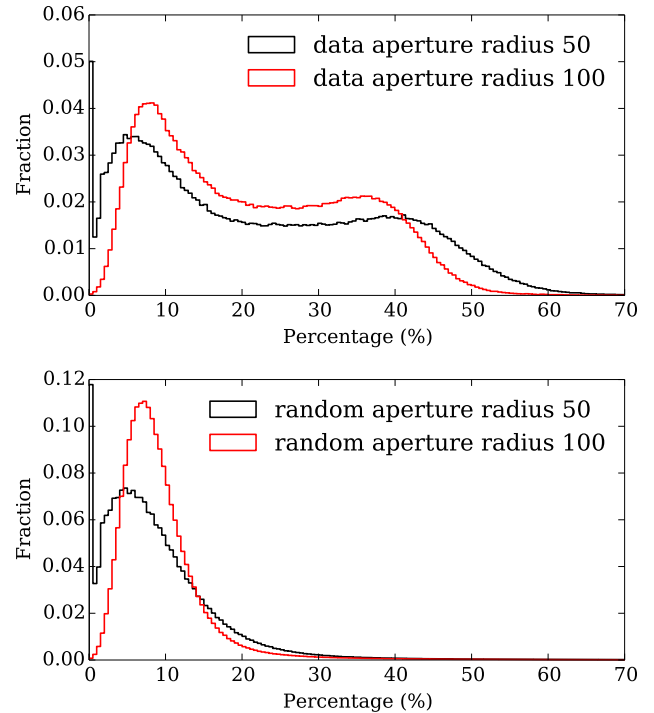 0.06
0.05
0.04
0.03
0.02
0.01
0.00
Fraction
data aperture radius 50
data aperture radius 100
0 10 20 30 40 50 60 70
Percentage (%)
0.12
0.10
0.08
0.06
0.04
0.02
0.00
Fraction
random aperture radius 50
random aperture radius 100
0 10 20 30 40 50 60 70
Percentage (%)